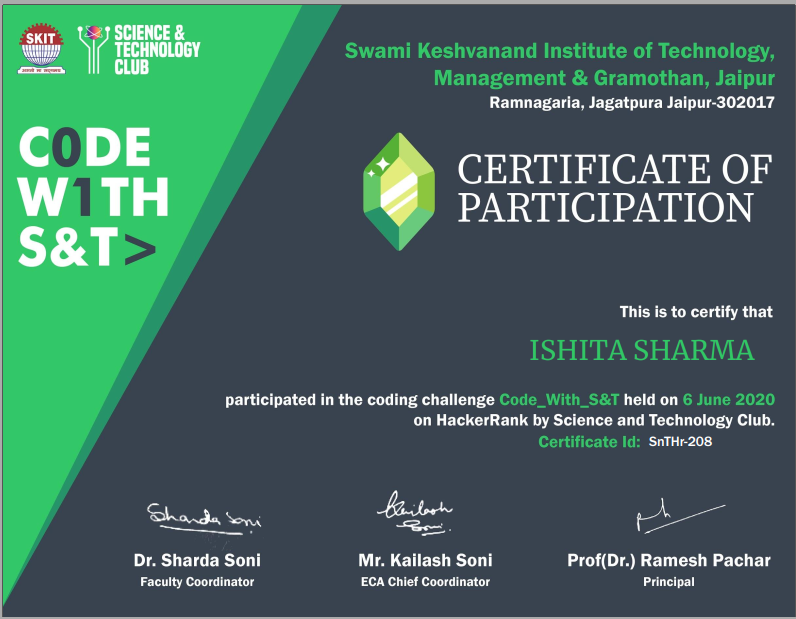 SKIT
SCIENCE &
TECHNOLOGY
CLUB
Swami Keshvanand Institute of Technology,
Management & Gramothan, Jaipur
Ramnagaria, Jagatpura Jaipur-302017
C0DE
W1TH
S&T>
CERTIFICATE OF
PARTICIPATION
This is to certify that
ISHITA SHARMA
participated in the coding challenge Code_With_S&T held on 6 June 2020
on HackerRank by Science and Technology Club.
Certificate Id: SnTHr-208
Sharda Soni
Kailash
Soni
Dr. Sharda Soni
Mr. Kailash Soni
Prof(Dr.) Ramesh Pachar
Faculty Coordinator
ECA Chief Coordinator
Principal